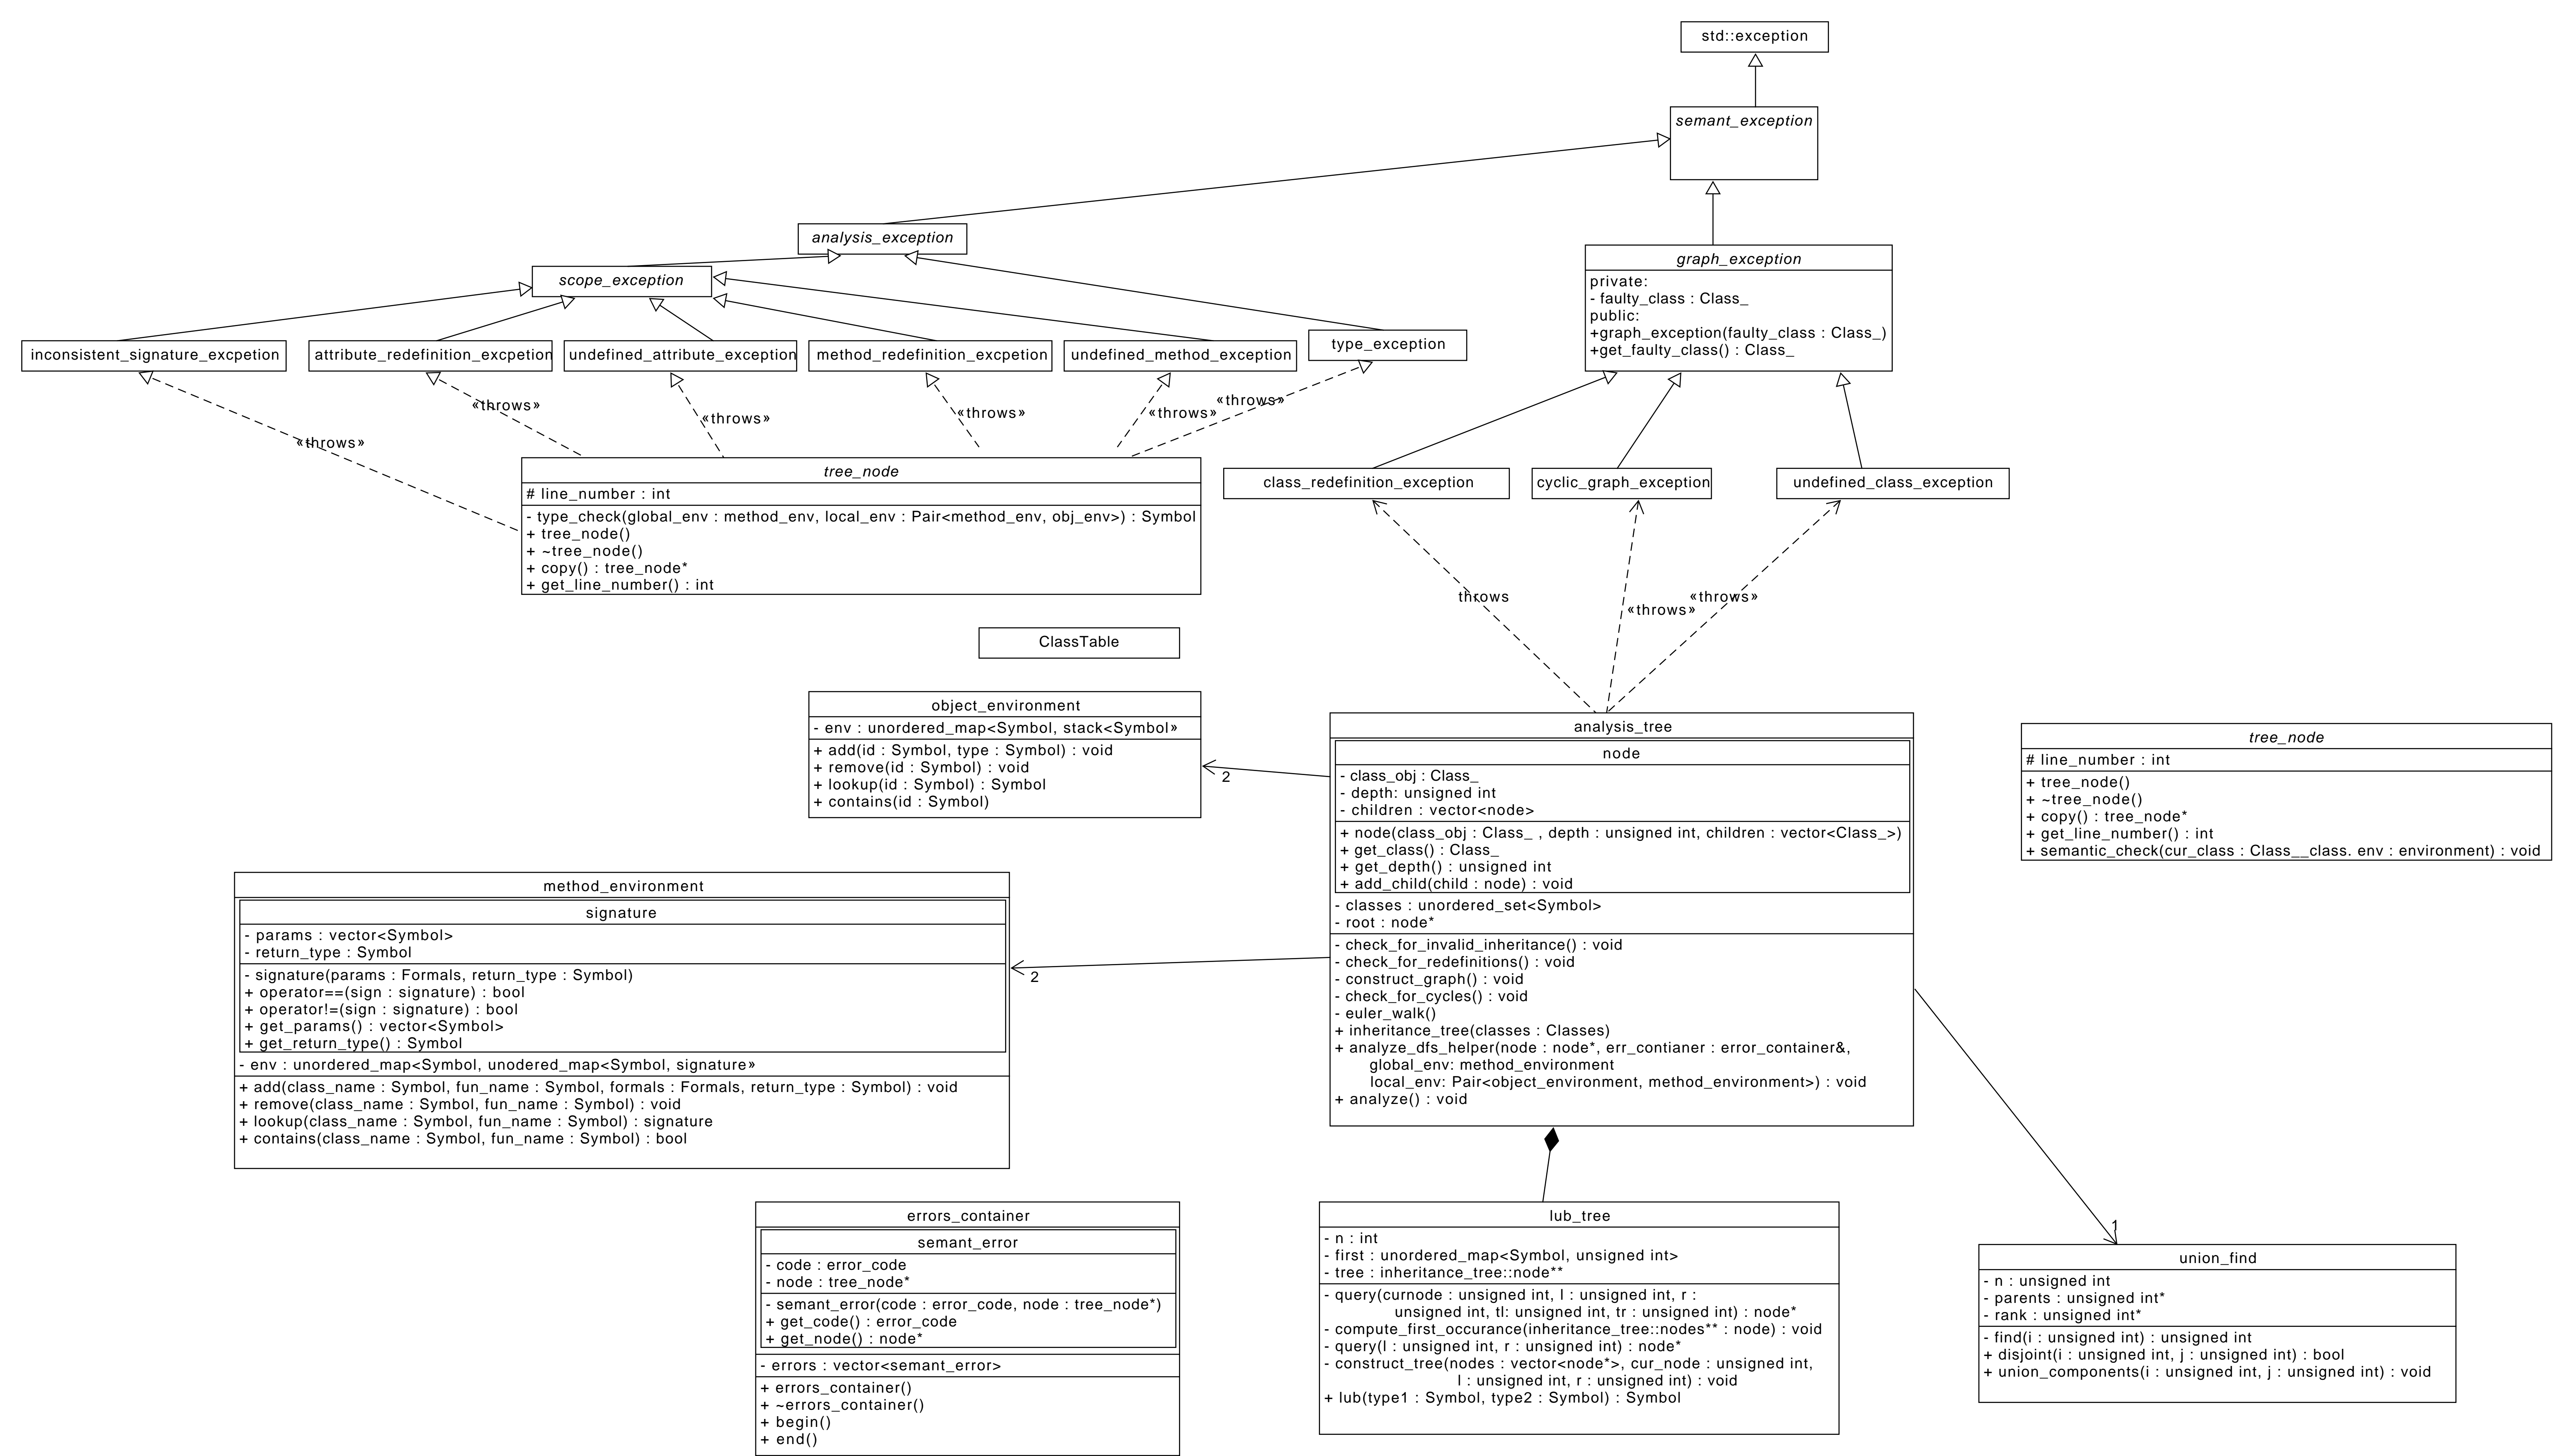 std::exception
semant_exception
analysis_exception
scope_exception
graph_exception
private:
- faulty_class : Class_
public:
+graph_exception(faulty_class : Class_)
+get_faulty_class() : Class_
inconsistent_signature_excpetion
attribute_redefinition_excpetion
undefined_attribute_exception
method_redefinition_excpetion
undefined_method_exception
type_exception
«throws»
«throws»
«throws»
«throws»
«throws»
«throws»
tree_node
# line_number : int
- type_check(global_env : method_env, local_env : Pair<method_env, obj_env>) : Symbol
+ tree_node()
+ ~tree_node()
+ copy() : tree_node*
+ get_line_number() : int
class_redefinition_exception
cyclic_graph_exception
undefined_class_exception
throws
«throws»
«throws»
ClassTable
object_environment
- env : unordered_map<Symbol, stack<Symbol»
+ add(id : Symbol, type : Symbol) : void
+ remove(id : Symbol) : void
+ lookup(id : Symbol) : Symbol
+ contains(id : Symbol)
2
analysis_tree
node
- class_obj : Class_
- depth: unsigned int
- children : vector<node>
+ node(class_obj : Class_ , depth : unsigned int, children : vector<Class_>)
+ get_class() : Class_
+ get_depth() : unsigned int
+ add_child(child : node) : void
- classes : unordered_set<Symbol>
- root : node*
- check_for_invalid_inheritance() : void
- check_for_redefinitions() : void
- construct_graph() : void
- check_for_cycles() : void
- euler_walk()
+ inheritance_tree(classes : Classes)
+ analyze_dfs_helper(node : node*, err_contianer : error_container&,
global_env: method_environment
local_env: Pair<object_environment, method_environment>) : void
+ analyze() : void
tree_node
# line_number : int
+ tree_node()
+ ~tree_node()
+ copy() : tree_node*
+ get_line_number() : int
+ semantic_check(cur_class : Class__class. env : environment) : void
method_environment
signature
- params : vector<Symbol>
- return_type : Symbol
- signature(params : Formals, return_type : Symbol)
+ operator==(sign : signature) : bool
+ operator!=(sign : signature) : bool
+ get_params() : vector<Symbol>
+ get_return_type() : Symbol
- env : unordered_map<Symbol, unodered_map<Symbol, signature»
+ add(class_name : Symbol, fun_name : Symbol, formals : Formals, return_type : Symbol) : void
+ remove(class_name : Symbol, fun_name : Symbol) : void
+ lookup(class_name : Symbol, fun_name : Symbol) : signature
+ contains(class_name : Symbol, fun_name : Symbol) : bool
2
errors_container
semant_error
- code : error_code
- node : tree_node*
- semant_error(code : error_code, node : tree_node*)
+ get_code() : error_code
+ get_node() : node*
- errors : vector<semant_error>
+ errors_container()
+ ~errors_container()
+ begin()
+ end()
lub_tree
- n : int
- first : unordered_map<Symbol, unsigned int>
- tree : inheritance_tree::node**
- query(curnode : unsigned int, l : unsigned int, r :
unsigned int, tl: unsigned int, tr : unsigned int) : node*
- compute_first_occurance(inheritance_tree::nodes** : node) : void
- query(l : unsigned int, r : unsigned int) : node*
- construct_tree(nodes : vector<node*>, cur_node : unsigned int,
l : unsigned int, r : unsigned int) : void
+ lub(type1 : Symbol, type2 : Symbol) : Symbol
1
union_find
- n : unsigned int
- parents : unsigned int*
- rank : unsigned int*
- find(i : unsigned int) : unsigned int
+ disjoint(i : unsigned int, j : unsigned int) : bool
+ union_components(i : unsigned int, j : unsigned int) : void